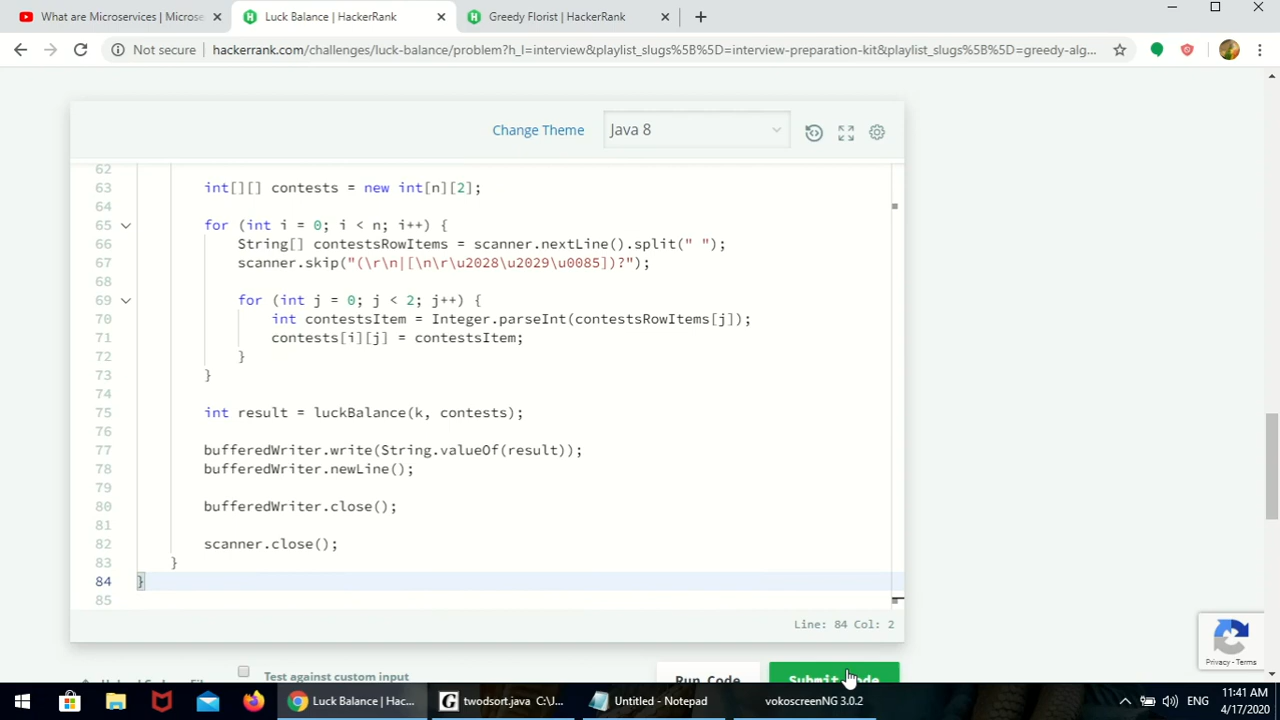 What are Microservices | Microse
Luck Balance | HackerRank
Greedy Florist | HackerRank
Not secure
hackerrank.com/challenges/luck-balance/problem?h_l=interview&playlist_slugs%5B%5D=interview-preparation-kit&playlist_slugs%5B%5D=greedy-alg...
Change Theme
Java 8
62
63 int[][] contests = new int[n][2];
64
65 for (int i = 0; i < n; i++) {
66 String[] contestsRowItems = scanner.nextLine().split(" ");
67 scanner.skip("(\r\n|[\n\r\u2028\u2029\u0085])?");
68
69 for (int j = 0; j < 2; j++) {
70 int contestsItem = Integer.parseInt(contestsRowItems[j]);
71 contests[i][j] = contestsItem;
72 }
73 }
74
75 int result = luckBalance(k, contests);
76
77 bufferedWriter.write(String.valueOf(result));
78 bufferedWriter.newLine();
79
80 bufferedWriter.close();
81
82 scanner.close();
83 }
84 }
85
Line: 84 Col: 2
Privacy - Terms
Test against custom input
Run Code
Submit Code
Luck Balance | Hac...
twodsort.java C:\J...
Untitled - Notepad
vokoscreenNG 3.0.2
ENG
11:41 AM
4/17/2020